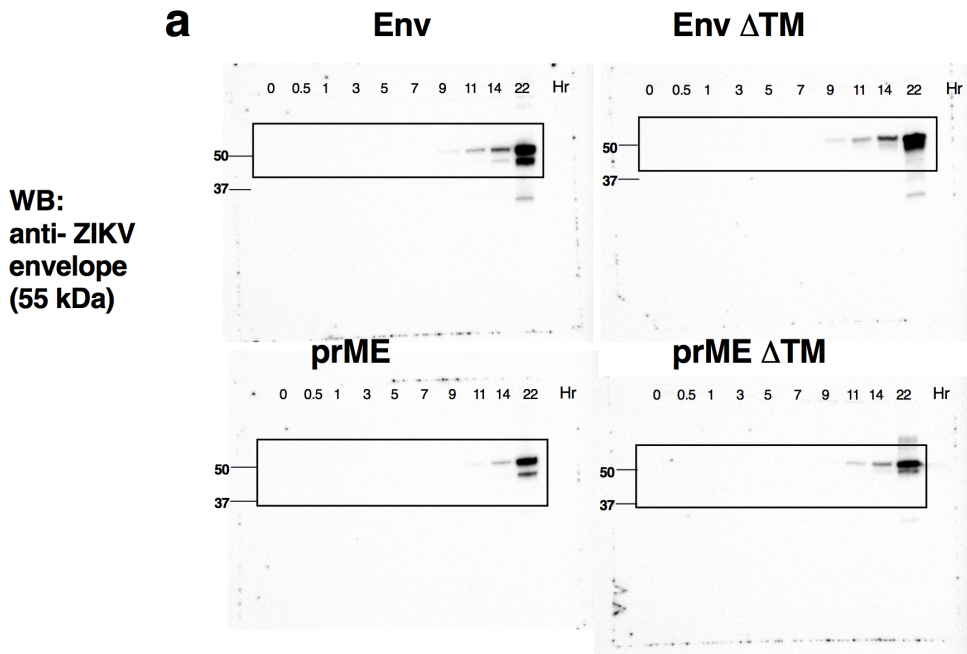 a
Env
Env ΔTM
0 0.5 1 3 5 7 9 11 14 22 Hr
0 0.5 1 3 5 7 9 11 14 22 Hr
50
37
50
37
WB:
anti- ZIKV
envelope
(55 kDa)
prME
prME ΔTM
0 0.5 1 3 5 7 9 11 14 22 Hr
0 0.5 1 3 5 7 9 11 14 22 Hr
50
37
50
37